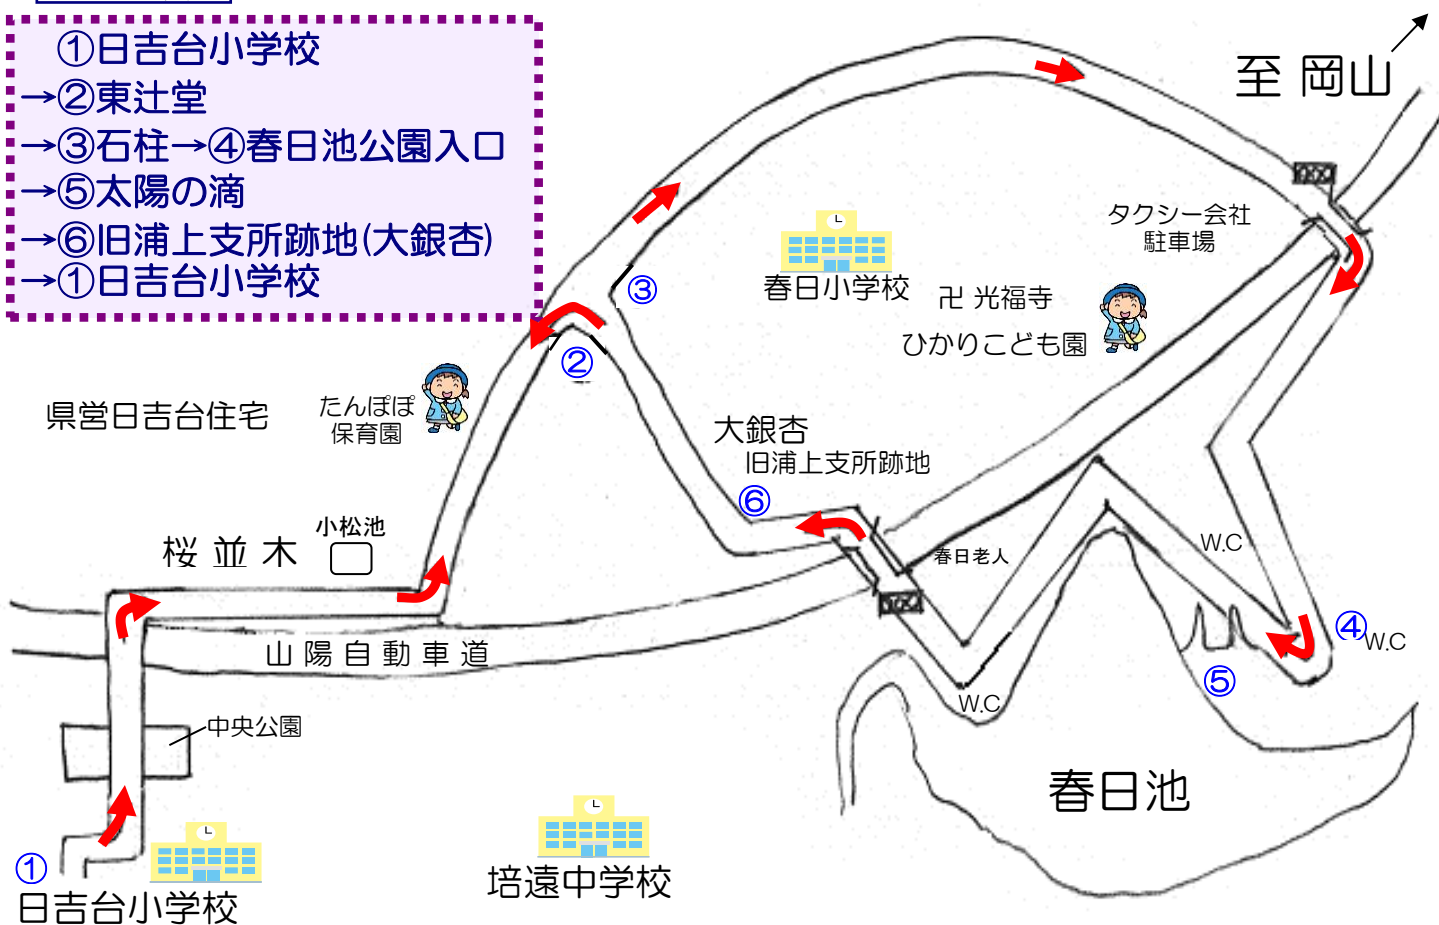 ①日吉台小学校
→②東辻堂
→③石柱→④春日池公園入口
→⑤太陽の滴
→⑥旧浦上支所跡地(大銀杏)
→①日吉台小学校
至 岡山
タクシー会社
駐車場
③
春日小学校
卍 光福寺
ひかりこども園
②
県営日吉台住宅
たんぽぽ
保育園
大銀杏
旧浦上支所跡地
⑥
小松池
桜並木
春日老人
W.C
④
W.C
山陽自動車道
⑤
W.C
中央公園
春日池
①
日吉台小学校
培遠中学校